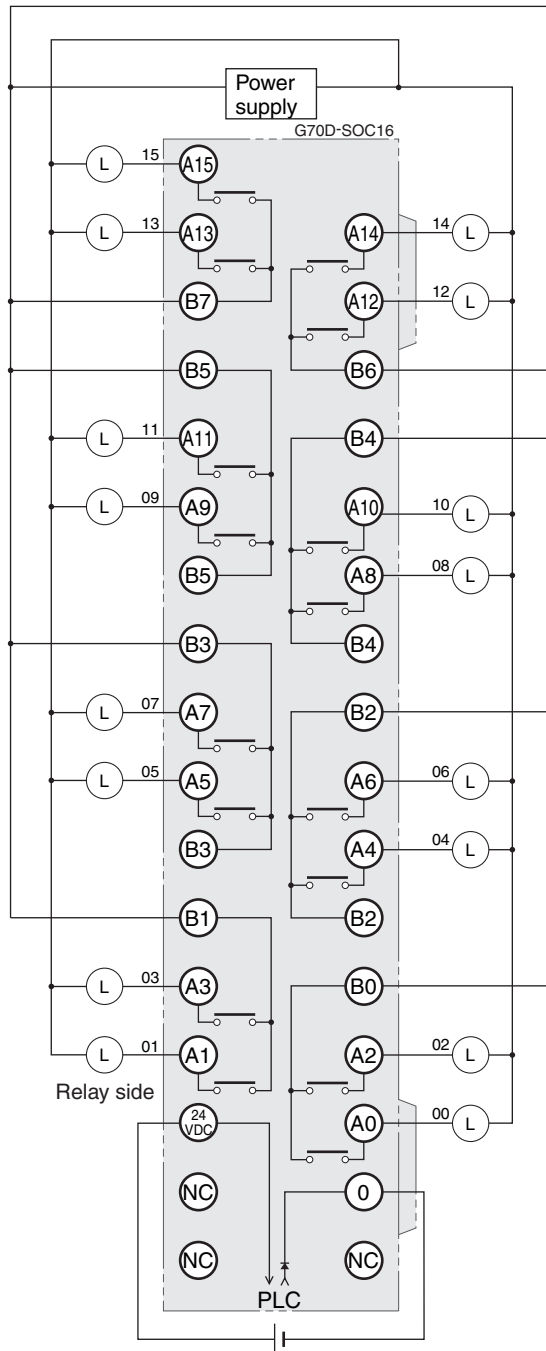 Power
supply
G70D-SOC16
L 15 A15
L 13 A13 A14 14 L
A12 12 L
B7
B5 B6
L 11 A11 B4
L 09 A9 A10 10 L
B5 A8 08 L
B3 B4
L 07 A7 B2
L 05 A5 A6 06 L
B3 A4 04 L
B1 B2
L 03 A3 B0
L 01 A1 A2 02 L
Relay side
24
VDC A0 00 L
NC 0
NC NC
PLC